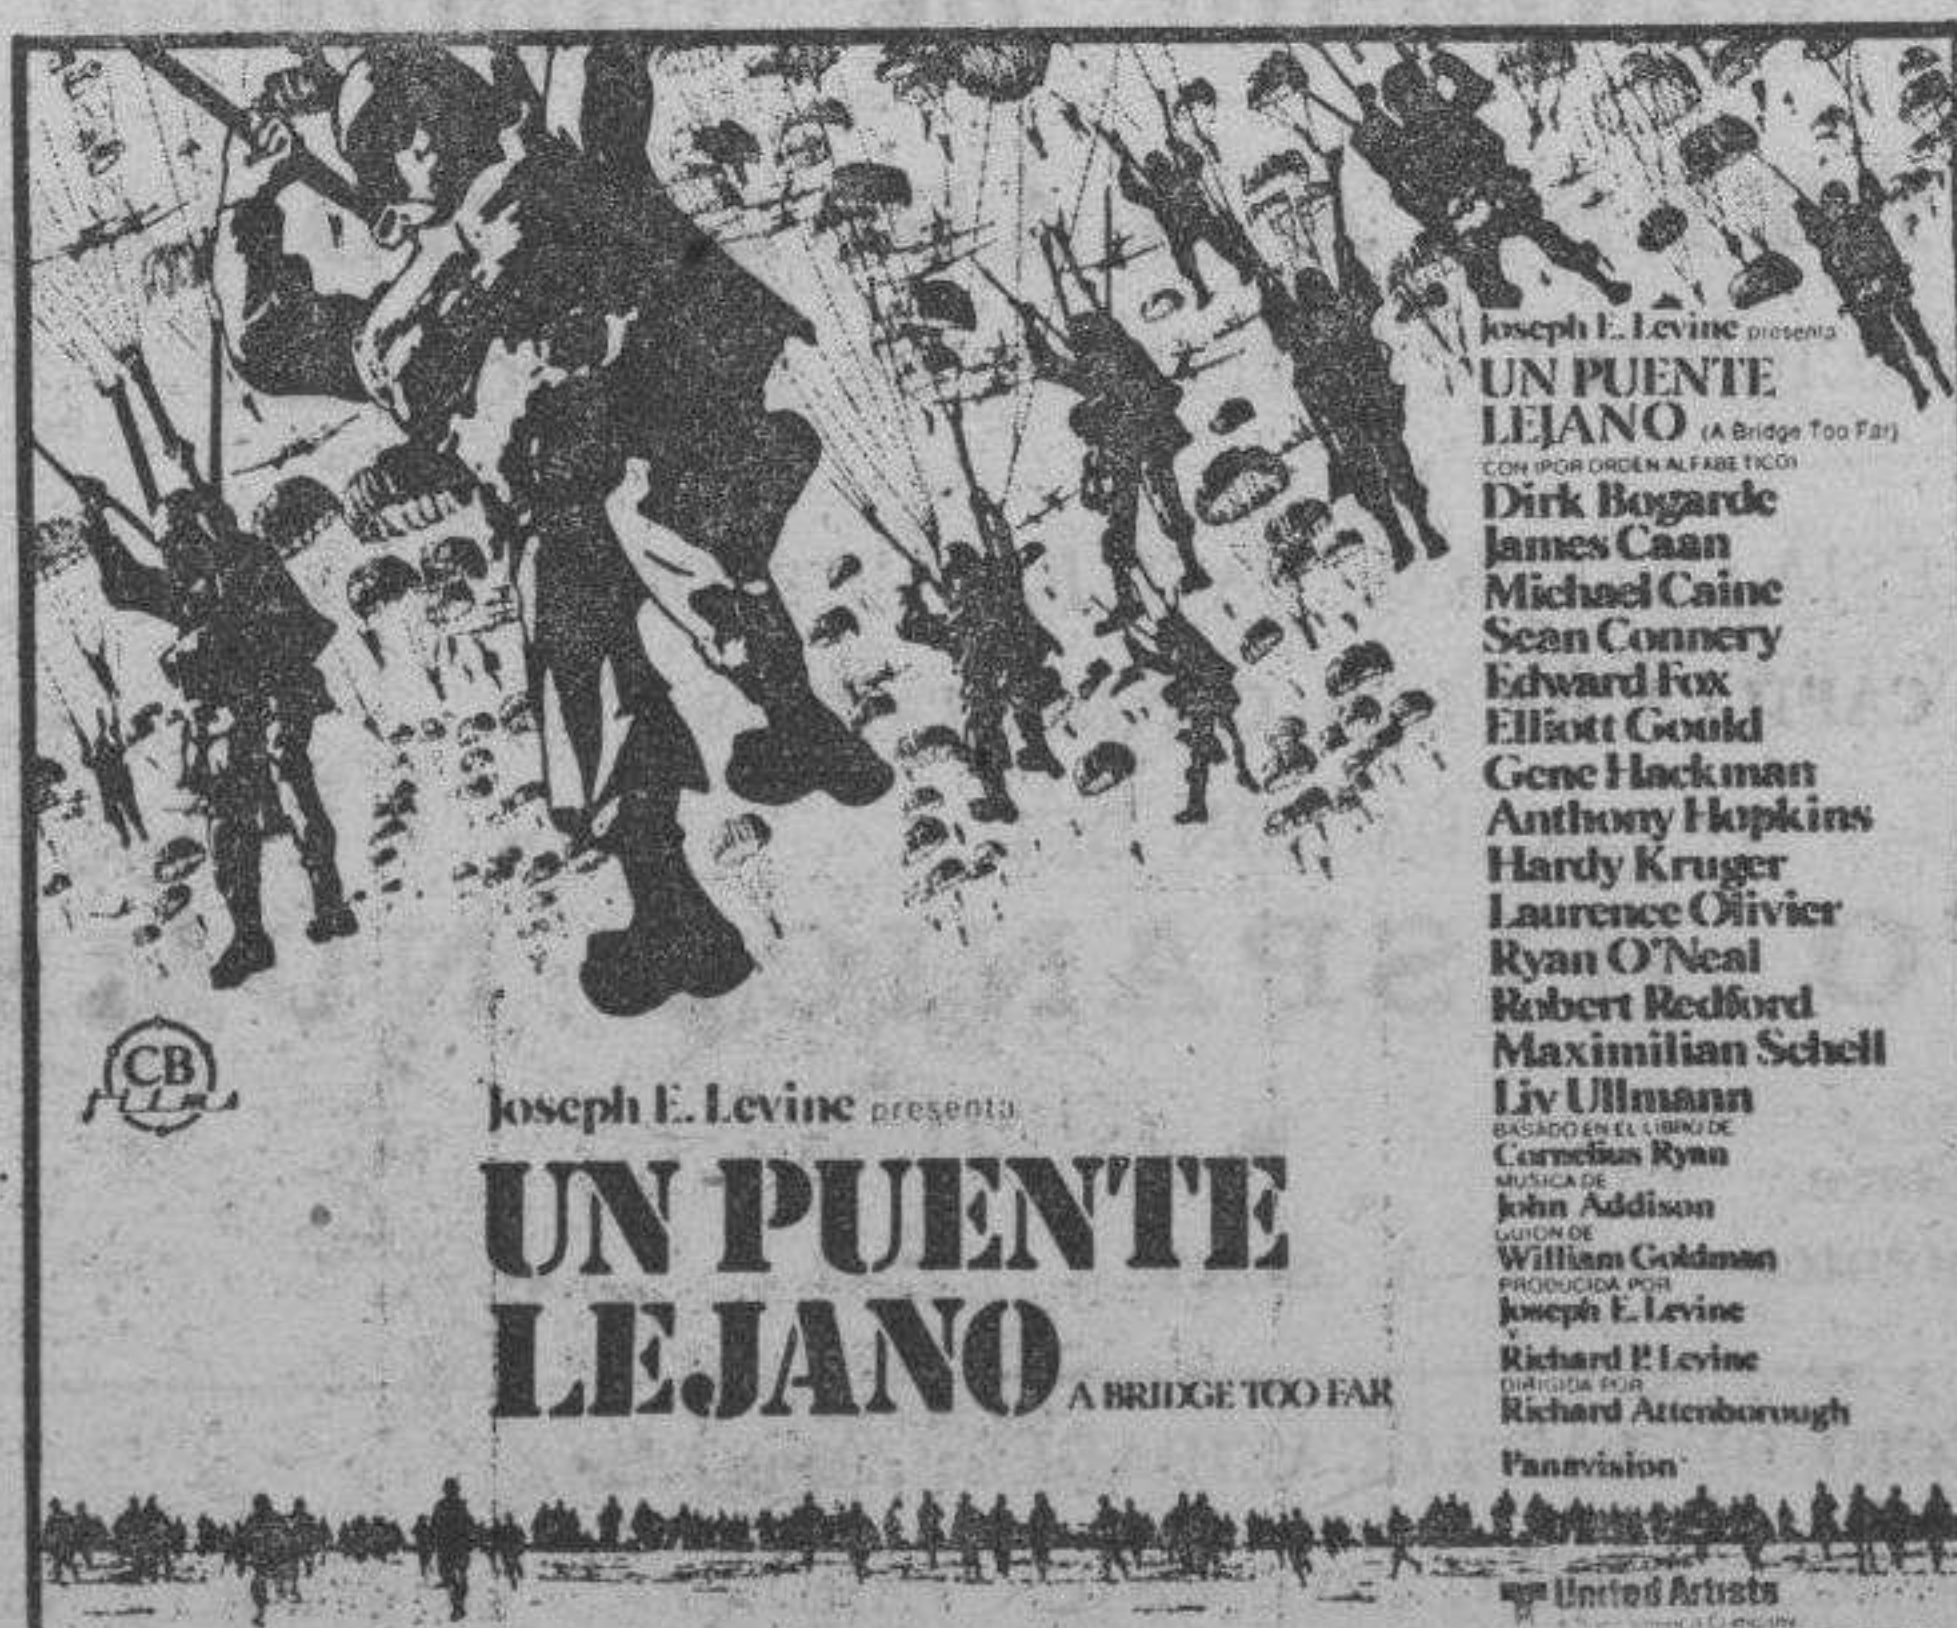 CB
films
Joseph E. Levine presenta
UN PUENTE
LEJANO A BRIDGE TOO FAR
Joseph E. Levine presenta
UN PUENTE
LEJANO (A Bridge Too Far)
CON (POR ORDEN ALFABETICO)
Dirk Bogarde
James Caan
Michael Caine
Sean Connery
Edward Fox
Elliott Gould
Gene Hackman
Anthony Hopkins
Hardy Kruger
Laurence Olivier
Ryan O'Neal
Robert Redford
Maximilian Schell
Liv Ullmann
BASADO EN EL LIBRO DE
Cornelius Ryan
MUSICA DE
John Addison
GUION DE
William Goldman
PRODUCIDA POR
Joseph E. Levine
y
Richard P. Levine
DIRIGIDA POR
Richard Attenborough
Panavision
United Artists